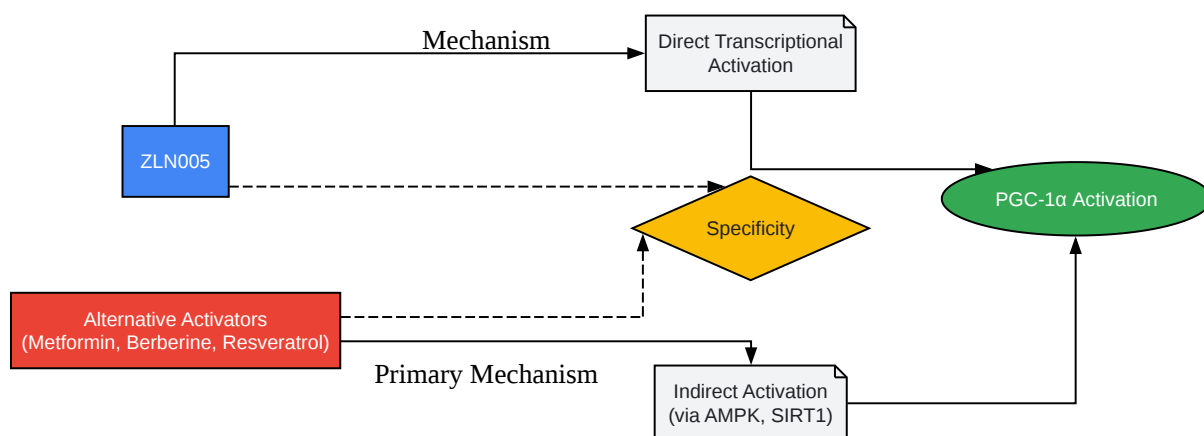 Mechanism
Direct Transcriptional
Activation
ZLN005
PGC-1α Activation
Specificity
Alternative Activators
(Metformin, Berberine, Resveratrol)
Primary Mechanism
Indirect Activation
(via AMPK, SIRT1)